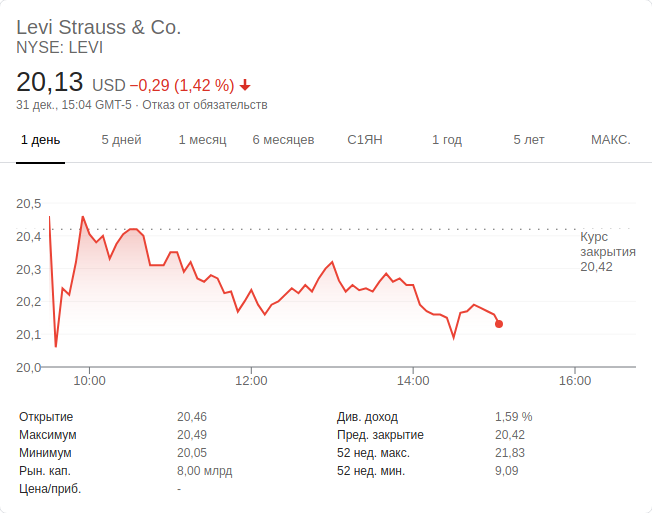 Levi Strauss & Co.
NYSE: LEVI
20,13 USD −0,29 (1,42 %)
31 дек., 15:04 GMT-5 · Отказ от обязательств
1 день 5 дней 1 месяц 6 месяцев С1ЯН 1 год 5 лет МАКС.
20,5
20,4
20,3
20,2
20,1
20,0
Курс
закрытия
20,42
10:00 12:00 14:00 16:00
Открытие 20,46 Див. доход 1,59 %
Максимум 20,49 Пред. закрытие 20,42
Минимум 20,05 52 нед. макс. 21,83
Рын. кап. 8,00 млрд 52 нед. мин. 9,09
Цена/приб. -